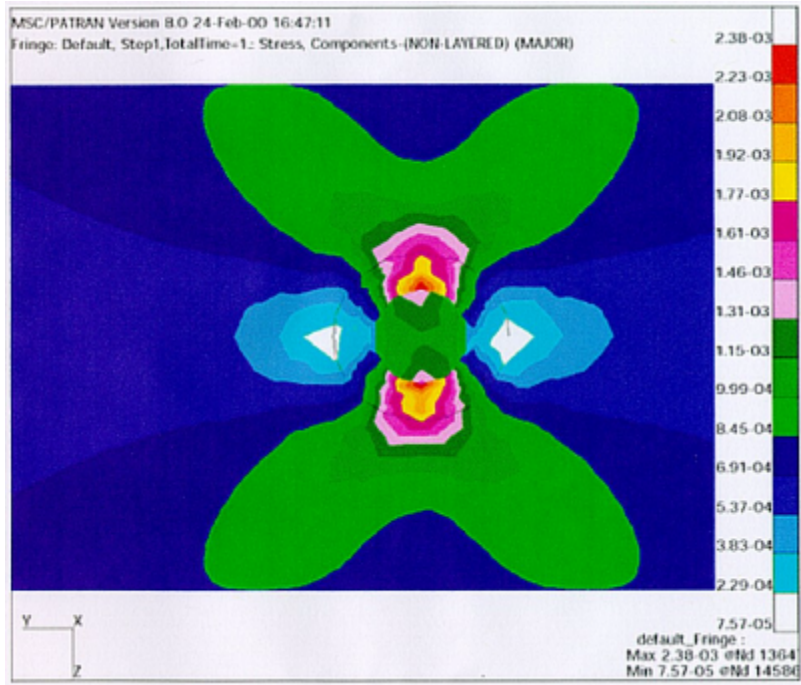 MSC/PATRAN Version 8.0 24-Feb-00 16:47:11
Fringe: Default, Step1,TotalTime=1.: Stress, Components-(NON-LAYERED) (MAJOR)
2.38-03
2.23-03
2.08-03
1.92-03
1.77-03
1.61-03
1.46-03
1.31-03
1.15-03
9.99-04
8.45-04
6.91-04
5.37-04
3.83-04
2.29-04
7.57-05
Y X
Z
default_Fringe :
Max 2.38-03 @Nd 1364
Min 7.57-05 @Nd 14586